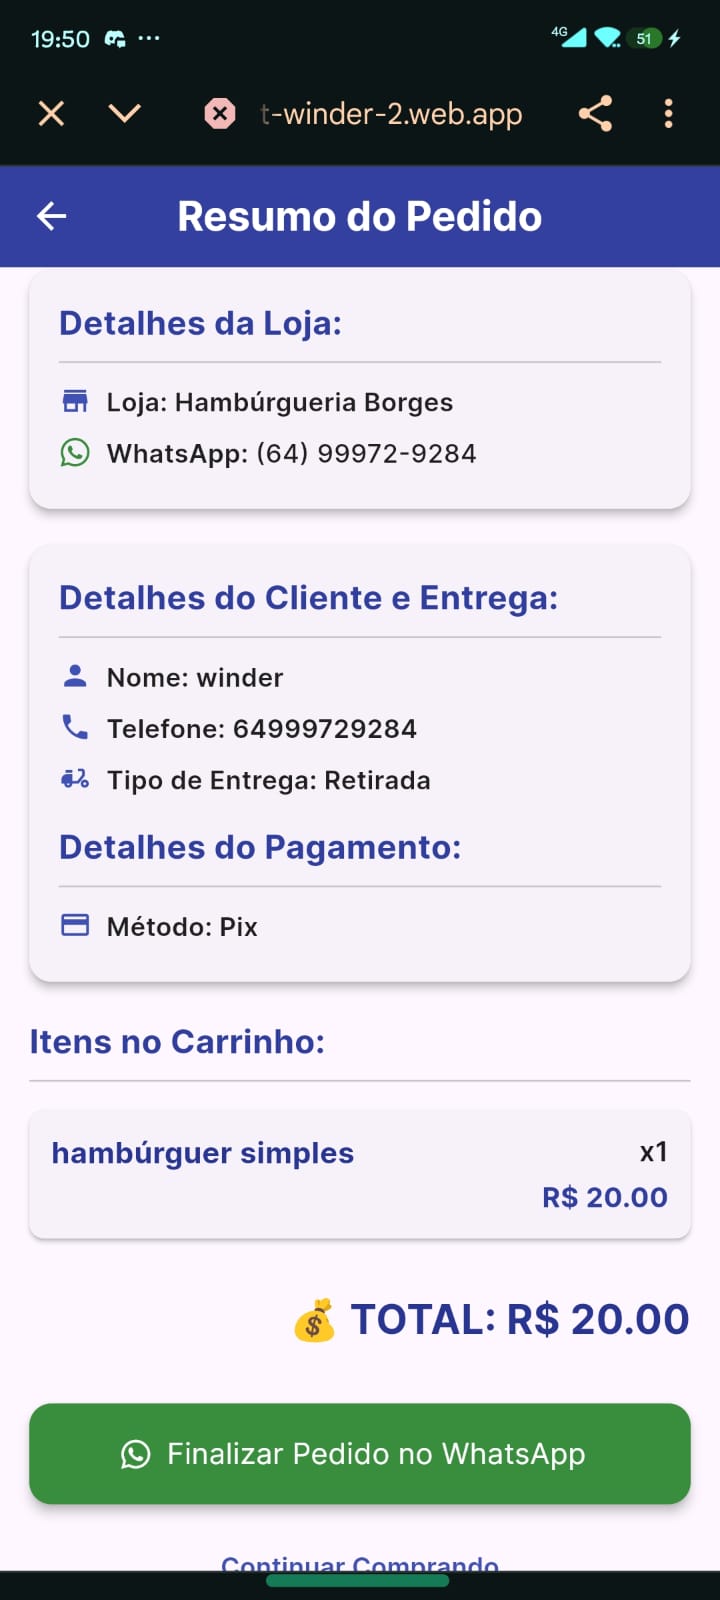 19:50
4G
51
t-winder-2.web.app
Resumo do Pedido
Detalhes da Loja:
Loja: Hambúrgueria Borges
WhatsApp: (64) 99972-9284
Detalhes do Cliente e Entrega:
Nome: winder
Telefone: 64999729284
Tipo de Entrega: Retirada
Detalhes do Pagamento:
Método: Pix
Itens no Carrinho:
hambúrguer simples
x1
R$ 20.00
TOTAL: R$ 20.00
Finalizar Pedido no WhatsApp
Continuar Comprando